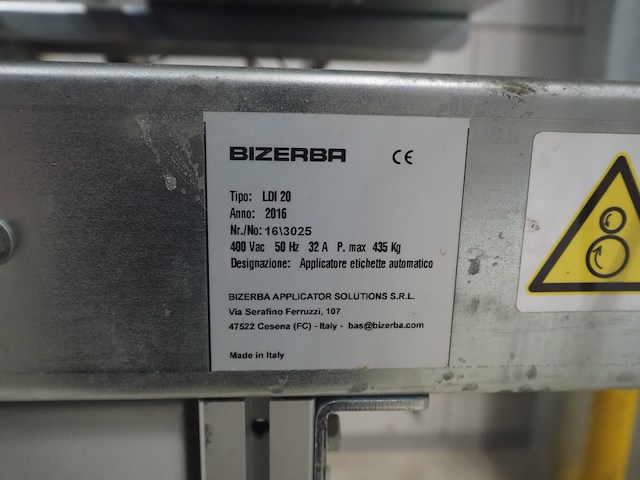 BIZERBA CE
Tipo: LDI 20
Anno: 2016
Nr./No: 16\3025
400 Vac 50 Hz 32 A P. max 435 Kg
Designazione: Applicatore etichette automatico
BIZERBA APPLICATOR SOLUTIONS S.R.L.
Via Serafino Ferruzzi, 107
47522 Cesena (FC) - Italy - bas@bizerba.com
Made in Italy